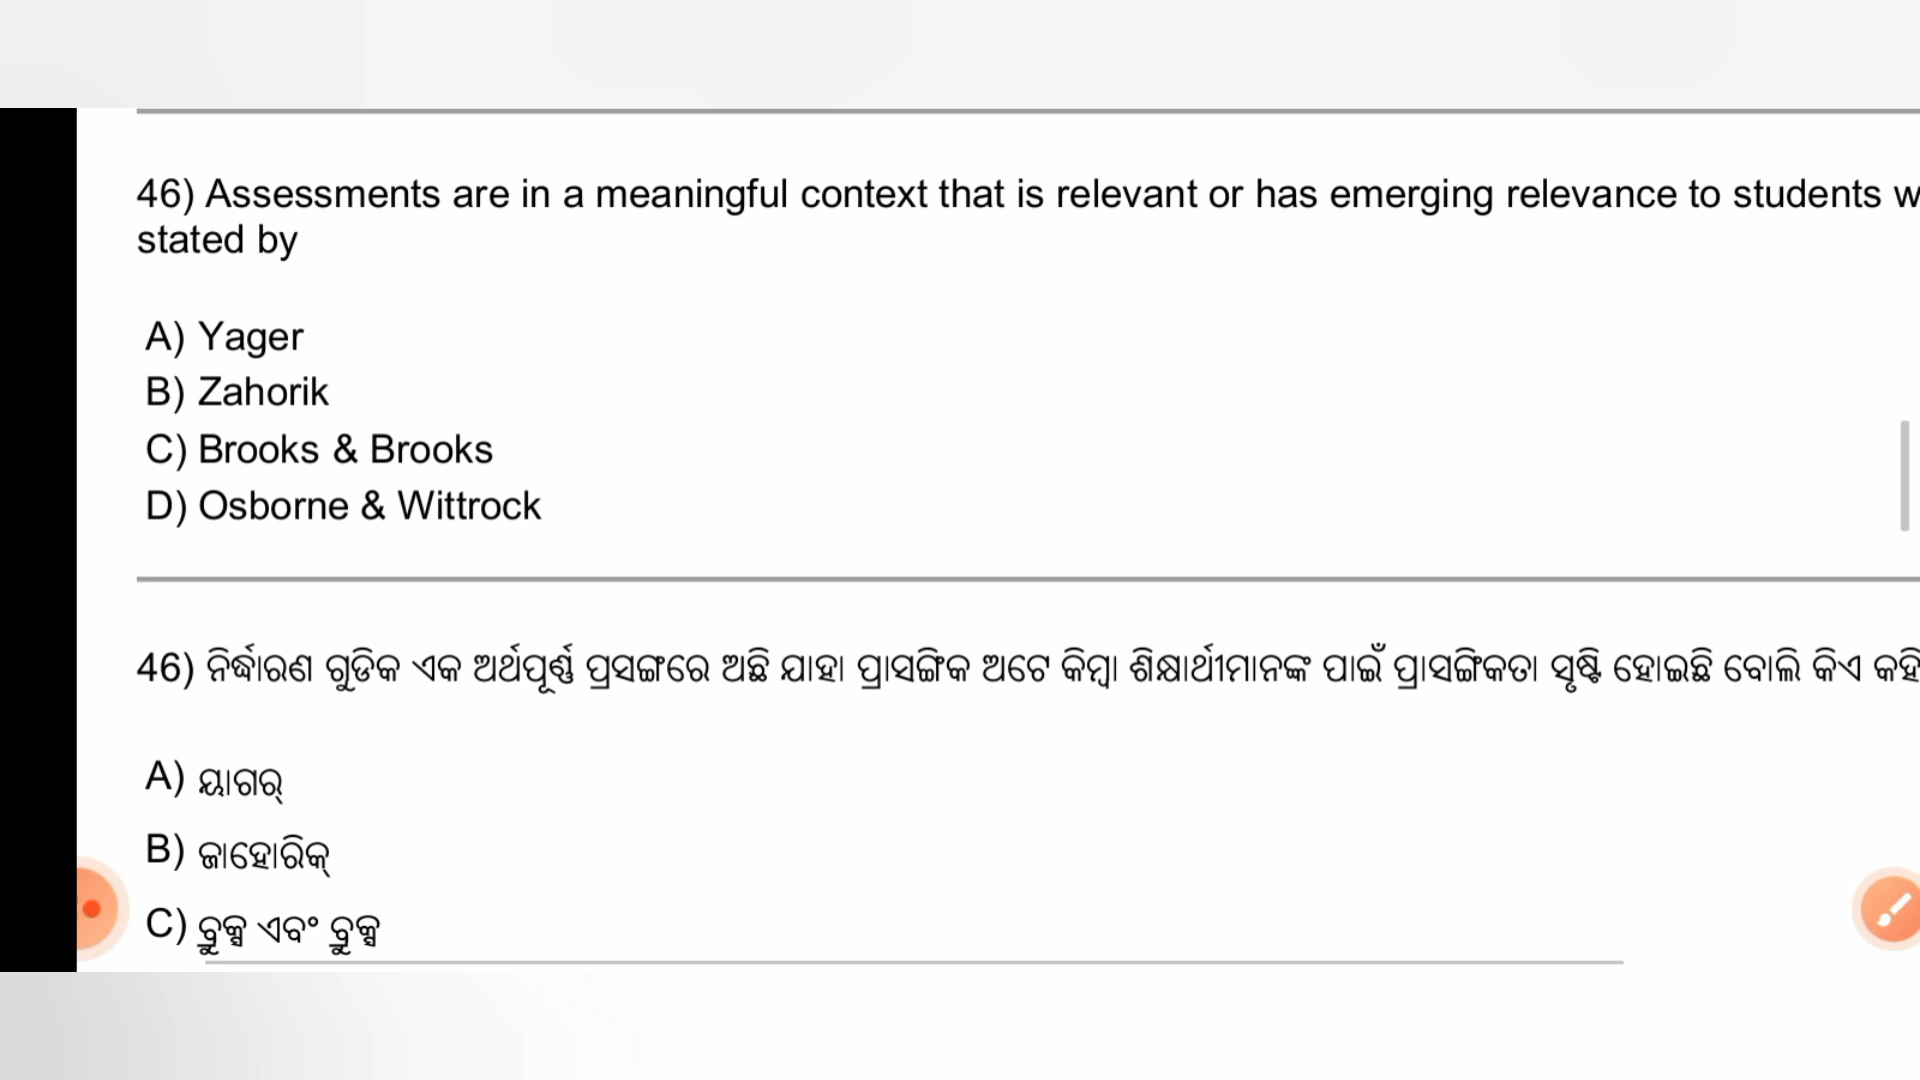 46) Assessments are in a meaningful context that is relevant or has emerging relevance to students
stated by
A) Yager
B) Zahorik
C) Brooks & Brooks
D) Osborne & Wittrock
46) ନିର୍ଦ୍ଧାରଣ ଗୁଡିକ ଏକ ଅର୍ଥପୂର୍ଣ୍ଣ ପ୍ରସଙ୍ଗରେ ଅଛି ଯାହା ପ୍ରାସଙ୍ଗିକ ଅଟେ କିମ୍ବା ଶିକ୍ଷାର୍ଥୀମାନଙ୍କ ପାଇଁ ପ୍ରାସଙ୍ଗିକତା ସୃଷ୍ଟି ହୋଇଛି ବୋଲି କିଏ
A) ୟାଗର୍
B) ଜାହୋରିକ୍
C) ବ୍ରୁକ୍ସ ଏବଂ ବ୍ରୁକ୍ସ